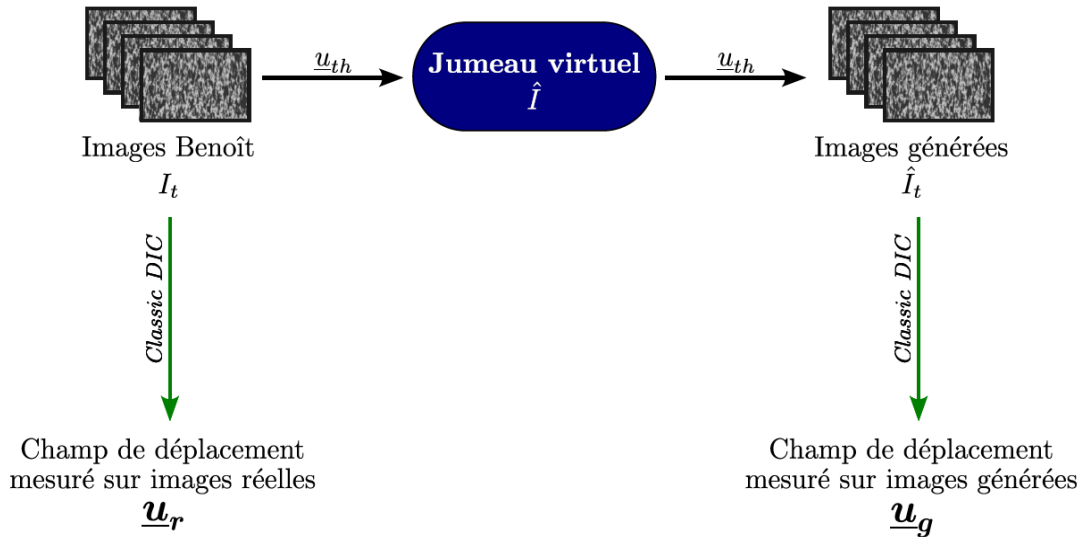 u_th
Jumeau virtuel
Î
u_th
Images Benoît
I_t
Images générées
Î_t
Classic DIC
Classic DIC
Champ de déplacement
mesuré sur images réelles
u_r
Champ de déplacement
mesuré sur images générées
u_g